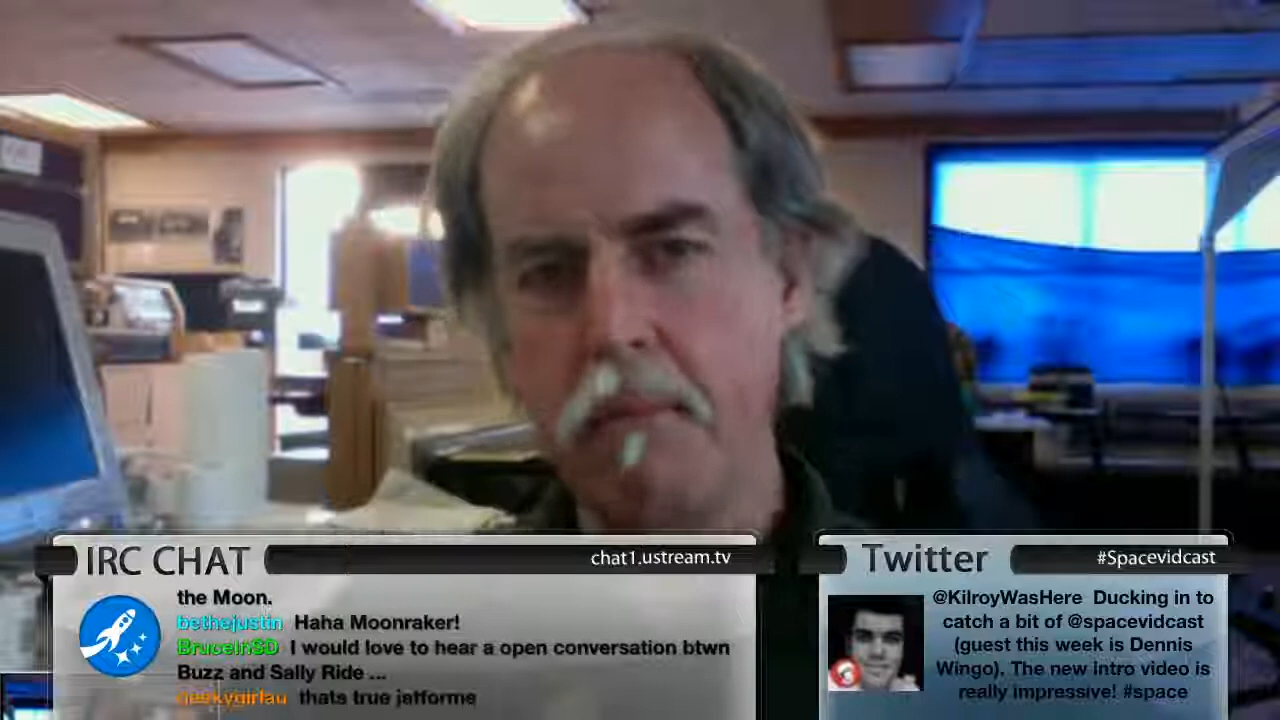 IRC CHAT
chat1.ustream.tv
the Moon.
bethejustin Haha Moonraker!
BruceInSD I would love to hear a open conversation btwn
Buzz and Sally Ride ...
geekygirlau thats true jatforme
Twitter
#Spacevidcast
@KilroyWasHere Ducking in to
catch a bit of @spacevidcast
(guest this week is Dennis
Wingo). The new intro video is
really impressive! #space